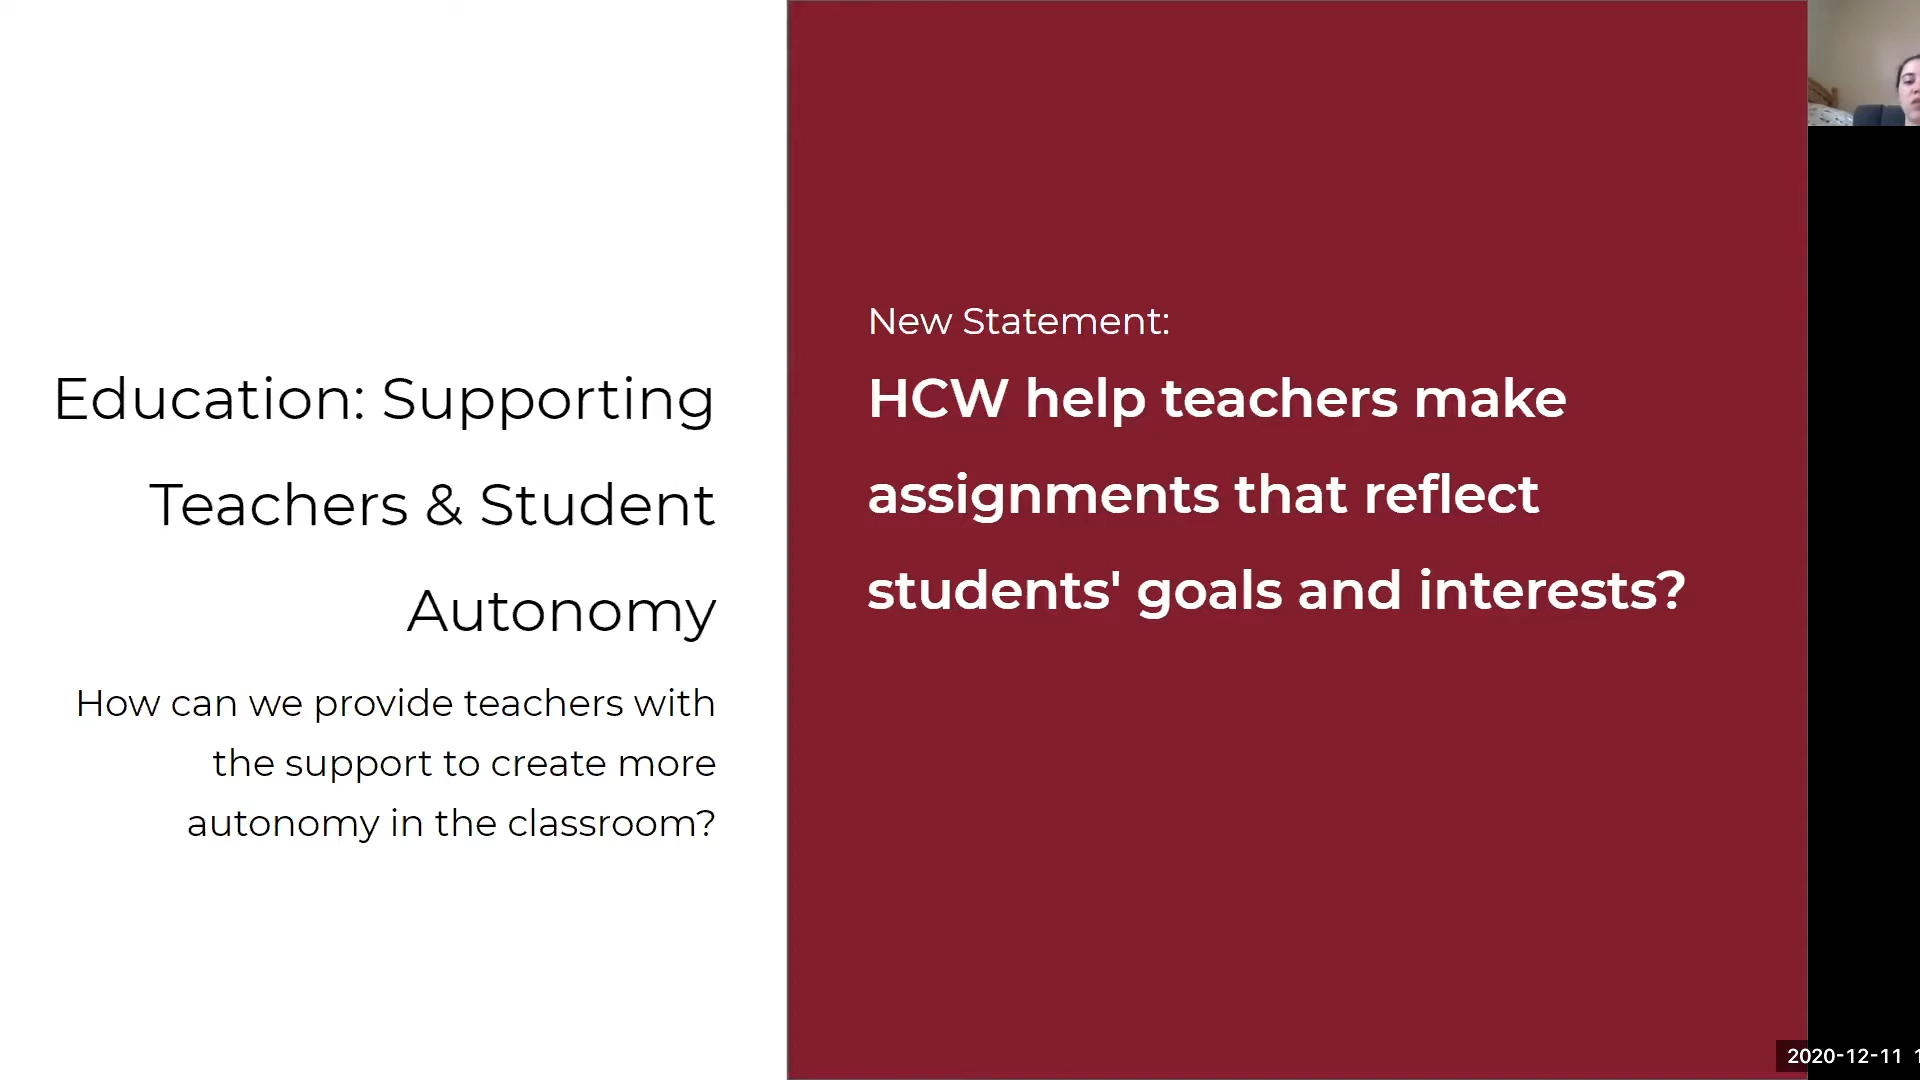 Education: Supporting
Teachers & Student
Autonomy
How can we provide teachers with
the support to create more
autonomy in the classroom?
New Statement:
HCW help teachers make
assignments that reflect
students' goals and interests?
2020-12-11